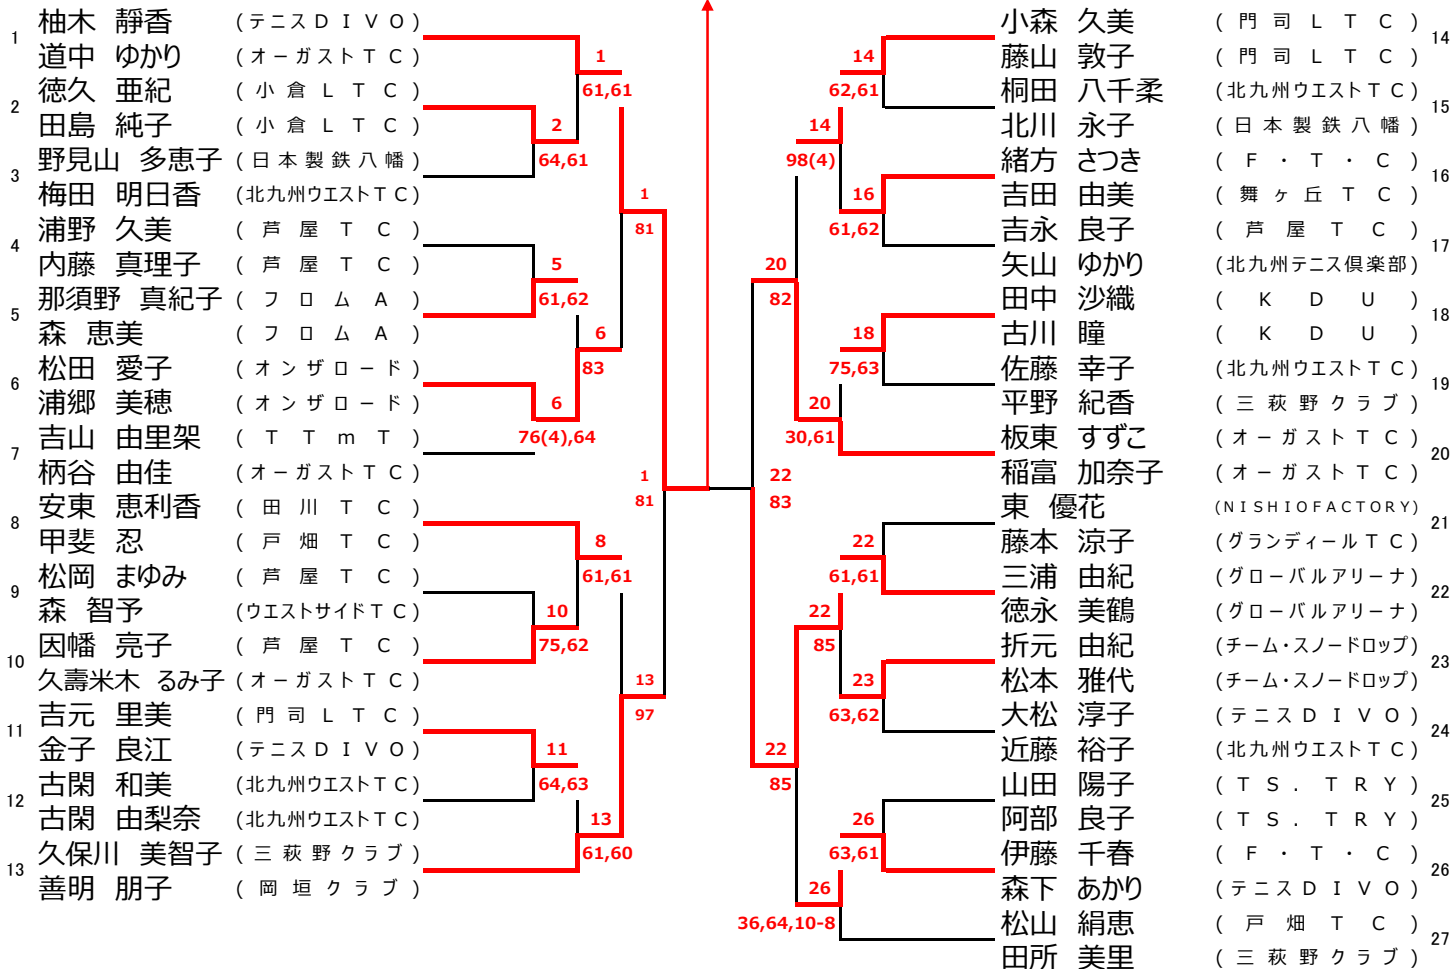 1 柚木 靜香 (テニスＤＩＶＯ)
道中 ゆかり (オーガストＴＣ)
2 徳久 亜紀 (小倉ＬＴＣ)
田島 純子 (小倉ＬＴＣ)
3 野見山 多恵子 (日本製鉄八幡)
梅田 明日香 (北九州ウエストＴＣ)
4 浦野 久美 (芦屋ＴＣ)
内藤 真理子 (芦屋ＴＣ)
5 那須野 真紀子 (フロムＡ)
森 恵美 (フロムＡ)
6 松田 愛子 (オンザロード)
浦郷 美穂 (オンザロード)
7 吉山 由里架 (ＴＴｍＴ)
柄谷 由佳 (オーガストＴＣ)
8 安東 恵利香 (田川ＴＣ)
甲斐 忍 (戸畑ＴＣ)
9 松岡 まゆみ (芦屋ＴＣ)
森 智予 (ウエストサイドＴＣ)
10 因幡 亮子 (芦屋ＴＣ)
久壽米木 るみ子 (オーガストＴＣ)
11 吉元 里美 (門司ＬＴＣ)
金子 良江 (テニスＤＩＶＯ)
12 古閑 和美 (北九州ウエストＴＣ)
古閑 由梨奈 (北九州ウエストＴＣ)
13 久保川 美智子 (三萩野クラブ)
善明 朋子 (岡垣クラブ)
1
61,61
2
64,61
1
81
5
61,62
6
83
6
76(4),64
1
81
8
61,61
10
75,62
13
97
11
64,63
13
61,60
14
62,61
14
98(4)
16
61,62
20
82
18
75,63
20
30,61
22
83
22
61,61
22
85
23
63,62
22
85
26
63,61
26
36,64,10-8
小森 久美 (門司ＬＴＣ) 14
藤山 敦子 (門司ＬＴＣ)
桐田 八千柔 (北九州ウエストＴＣ) 15
北川 永子 (日本製鉄八幡)
緒方 さつき (Ｆ・Ｔ・Ｃ) 16
吉田 由美 (舞ヶ丘ＴＣ)
吉永 良子 (芦屋ＴＣ) 17
矢山 ゆかり (北九州テニス倶楽部)
田中 沙織 (ＫＤＵ) 18
古川 瞳 (ＫＤＵ)
佐藤 幸子 (北九州ウエストＴＣ) 19
平野 紀香 (三萩野クラブ)
板東 すずこ (オーガストＴＣ) 20
稲富 加奈子 (オーガストＴＣ)
東 優花 (NISHIOFACTORY) 21
藤本 涼子 (グランディールＴＣ)
三浦 由紀 (グローバルアリーナ) 22
徳永 美鶴 (グローバルアリーナ)
折元 由紀 (チーム・スノードロップ) 23
松本 雅代 (チーム・スノードロップ)
大松 淳子 (テニスＤＩＶＯ) 24
近藤 裕子 (北九州ウエストＴＣ)
山田 陽子 (ＴＳ．ＴＲＹ) 25
阿部 良子 (ＴＳ．ＴＲＹ)
伊藤 千春 (Ｆ・Ｔ・Ｃ) 26
森下 あかり (テニスＤＩＶＯ)
松山 絹恵 (戸畑ＴＣ) 27
田所 美里 (三萩野クラブ)